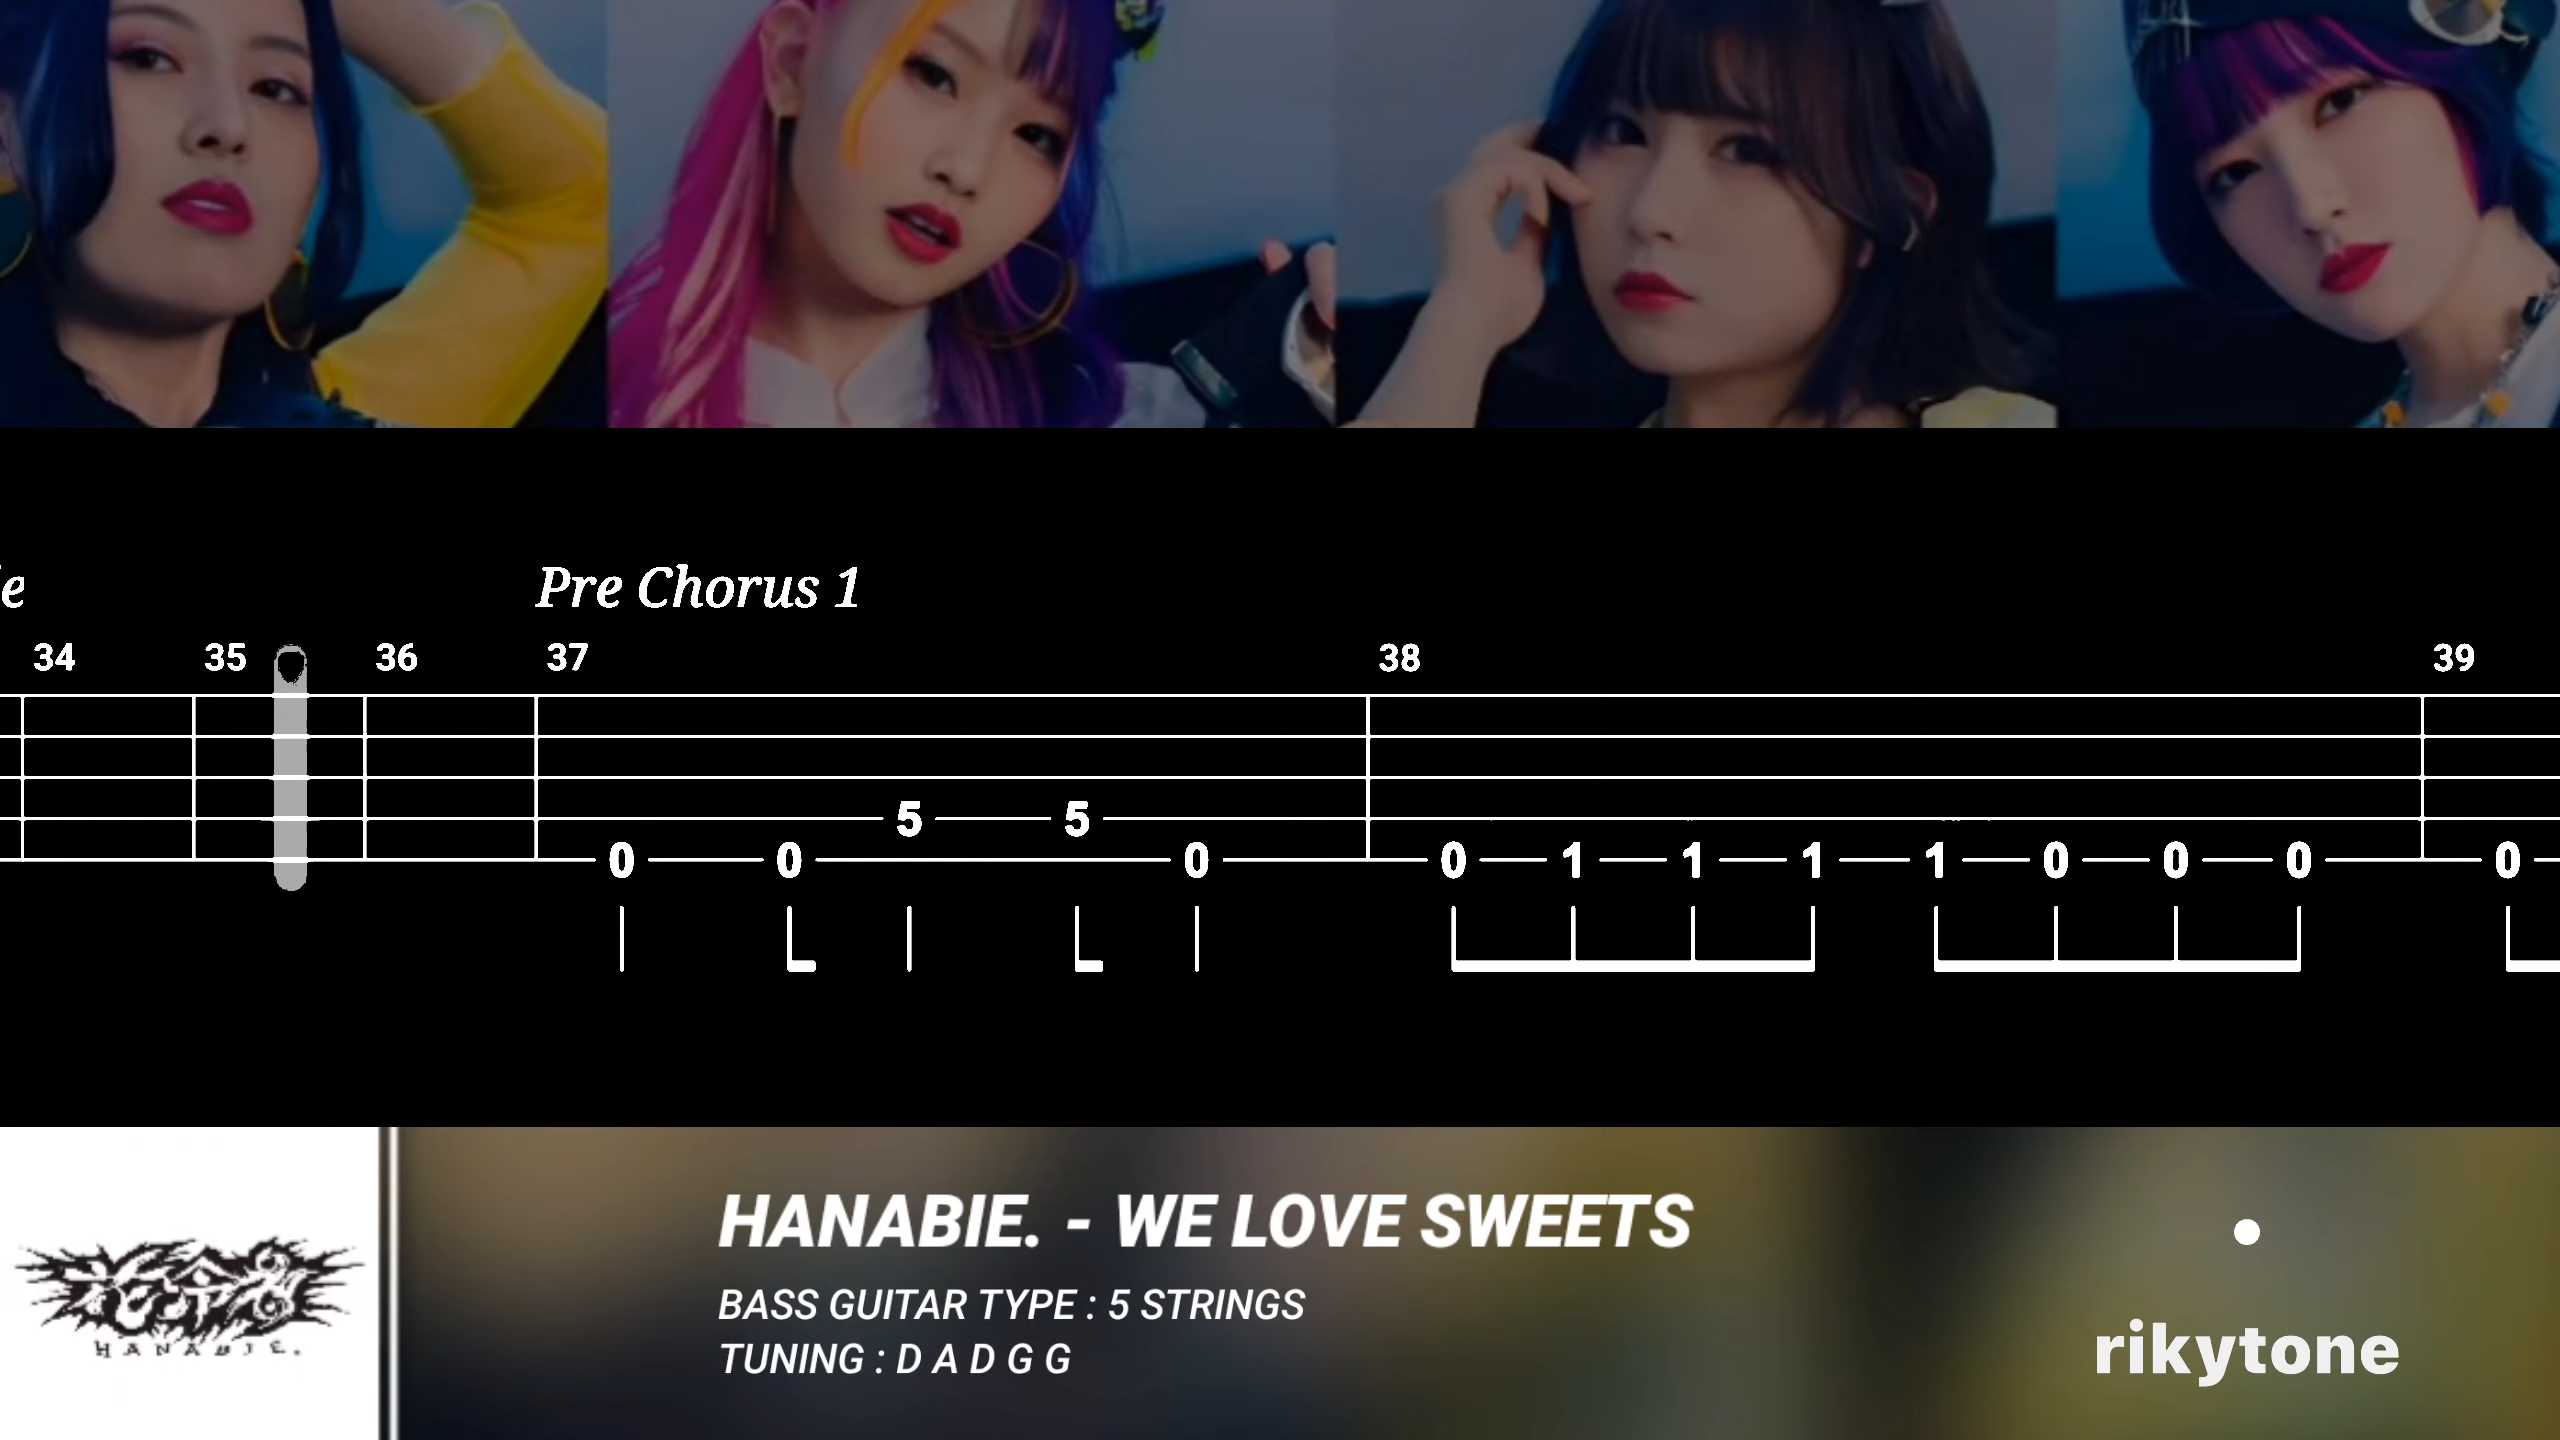 e
Pre Chorus 1
34 35 36 37 38 39
5 5
0 0 0 0 1 1 1 1 0 0 0 0
HANABIE. - WE LOVE SWEETS
BASS GUITAR TYPE : 5 STRINGS
TUNING : D A D G G
HANABIE.
rikytone